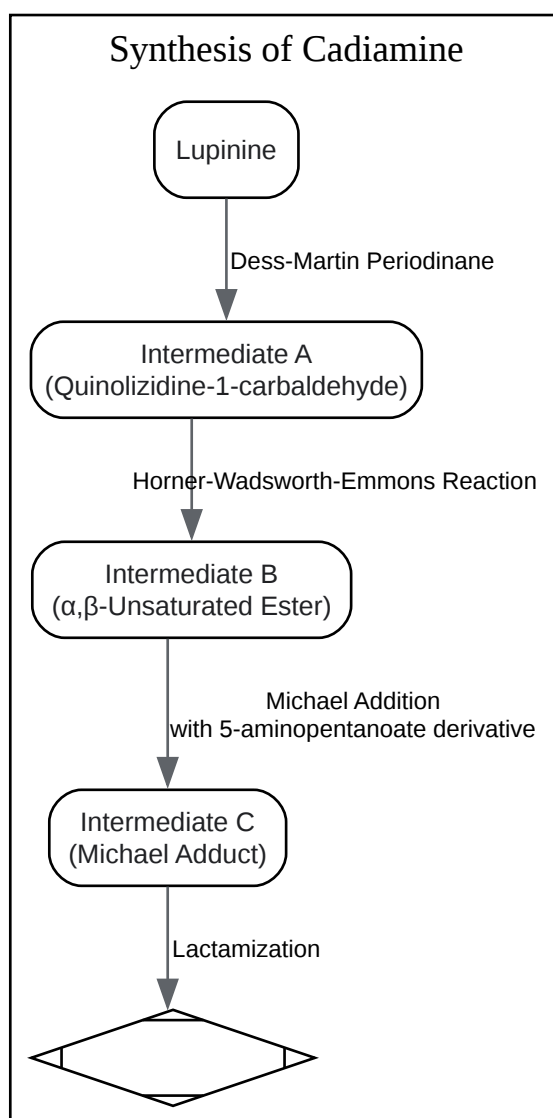 Synthesis of Cadiamine
Lupinine
Dess-Martin Periodinane
Intermediate A
(Quinolizidine-1-carbaldehyde)
Horner-Wadsworth-Emmons Reaction
Intermediate B
(α,β-Unsaturated Ester)
Michael Addition
with 5-aminopentanoate derivative
Intermediate C
(Michael Adduct)
Lactamization